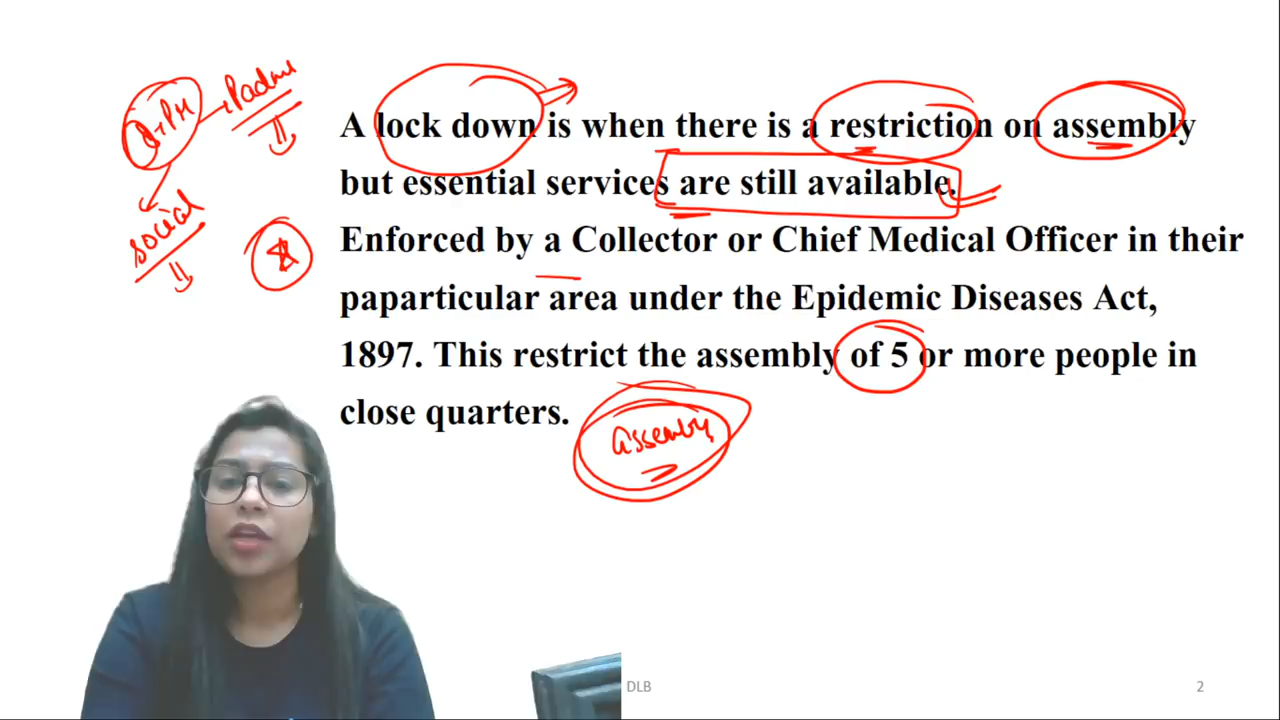 A lock down is when there is a restriction on assembly
but essential services are still available.
Enforced by a Collector or Chief Medical Officer in their
paparticular area under the Epidemic Diseases Act,
1897. This restrict the assembly of 5 or more people in
close quarters.
social
assembly
DLB
2